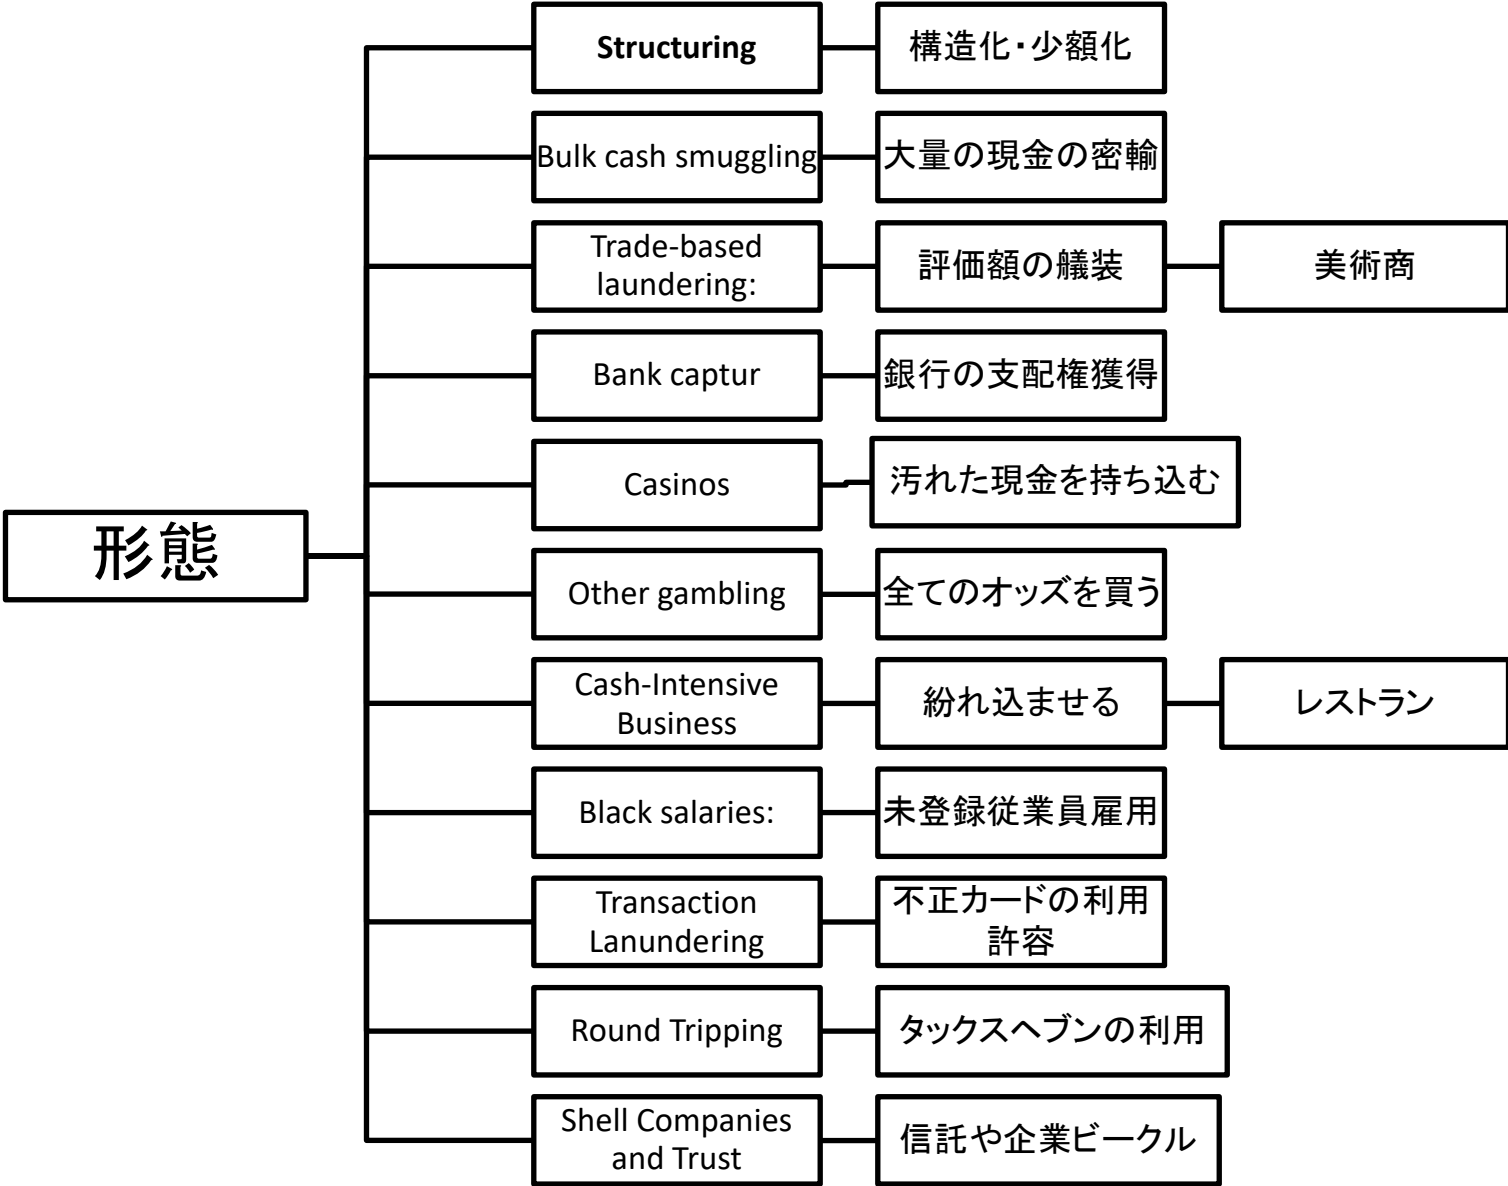 形態
Structuring
構造化・少額化
Bulk cash smuggling
大量の現金の密輸
Trade-based
laundering:
評価額の艤装
美術商
Bank captur
銀行の支配権獲得
Casinos
汚れた現金を持ち込む
Other gambling
全てのオッズを買う
Cash-Intensive
Business
紛れ込ませる
レストラン
Black salaries:
未登録従業員雇用
Transaction
Lanundering
不正カードの利用
許容
Round Tripping
タックスヘブンの利用
Shell Companies
and Trust
信託や企業ビークル